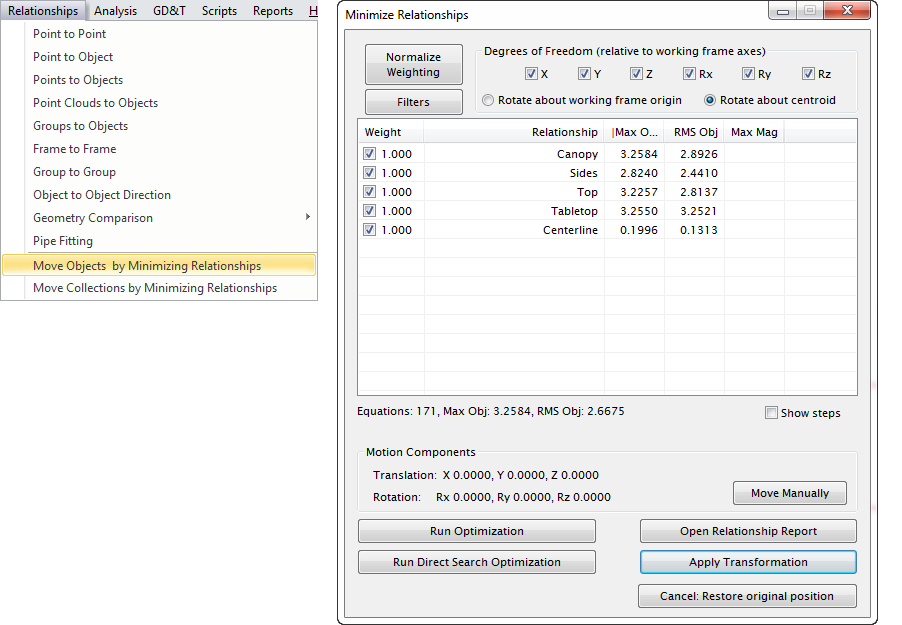 Relationships Analysis GD&T Scripts Reports H
Point to Point
Point to Object
Points to Objects
Point Clouds to Objects
Groups to Objects
Frame to Frame
Group to Group
Object to Object Direction
Geometry Comparison
Pipe Fitting
Move Objects by Minimizing Relationships
Move Collections by Minimizing Relationships
Minimize Relationships
Normalize
Weighting
Filters
Degrees of Freedom (relative to working frame axes)
X Y Z Rx Ry Rz
Rotate about working frame origin Rotate about centroid
Weight Relationship |Max O... RMS Obj Max Mag
1.000 Canopy 3.2584 2.8926
1.000 Sides 2.8240 2.4410
1.000 Top 3.2257 2.8137
1.000 Tabletop 3.2550 3.2521
1.000 Centerline 0.1996 0.1313
Equations: 171, Max Obj: 3.2584, RMS Obj: 2.6675
Show steps
Motion Components
Translation: X 0.0000, Y 0.0000, Z 0.0000
Rotation: Rx 0.0000, Ry 0.0000, Rz 0.0000
Move Manually
Run Optimization Open Relationship Report
Run Direct Search Optimization Apply Transformation
Cancel: Restore original position